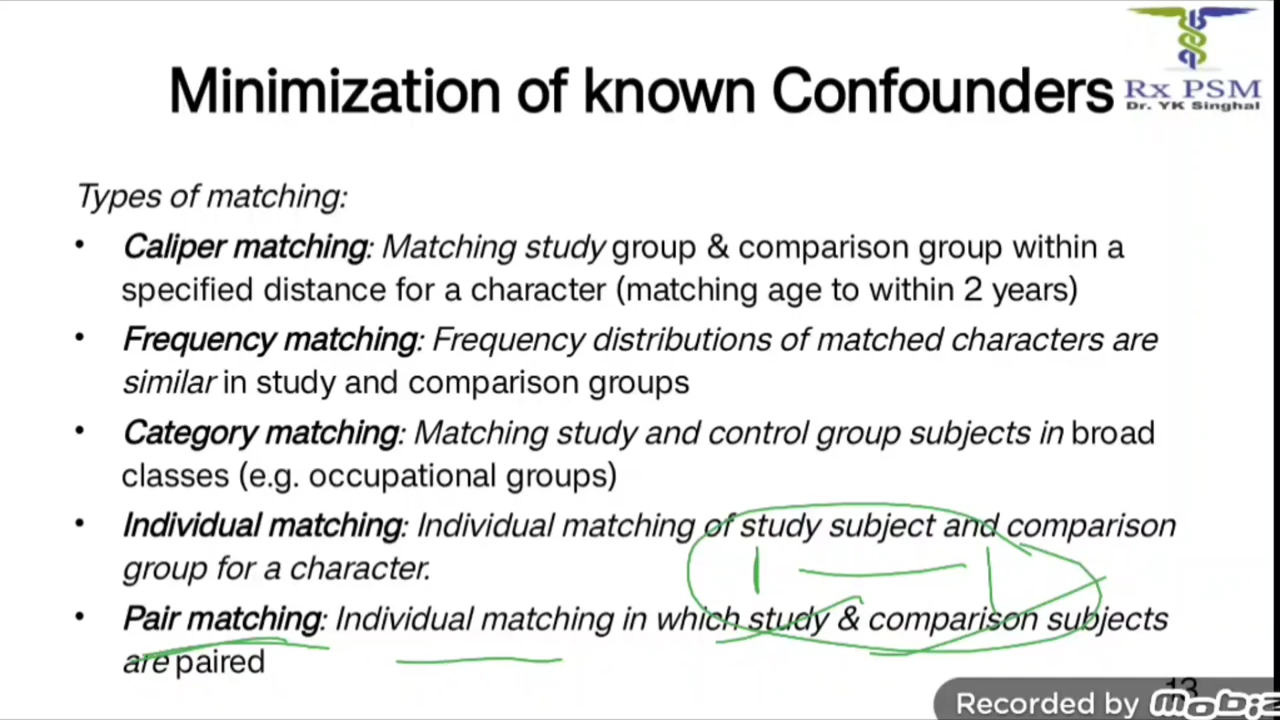 Minimization of known Confounders
Rx PSM
Dr. YK Singhal
Types of matching:
• Caliper matching: Matching study group & comparison group within a
specified distance for a character (matching age to within 2 years)
• Frequency matching: Frequency distributions of matched characters are
similar in study and comparison groups
• Category matching: Matching study and control group subjects in broad
classes (e.g. occupational groups)
• Individual matching: Individual matching of study subject and comparison
group for a character.
• Pair matching: Individual matching in which study & comparison subjects
are paired
13
Recorded by